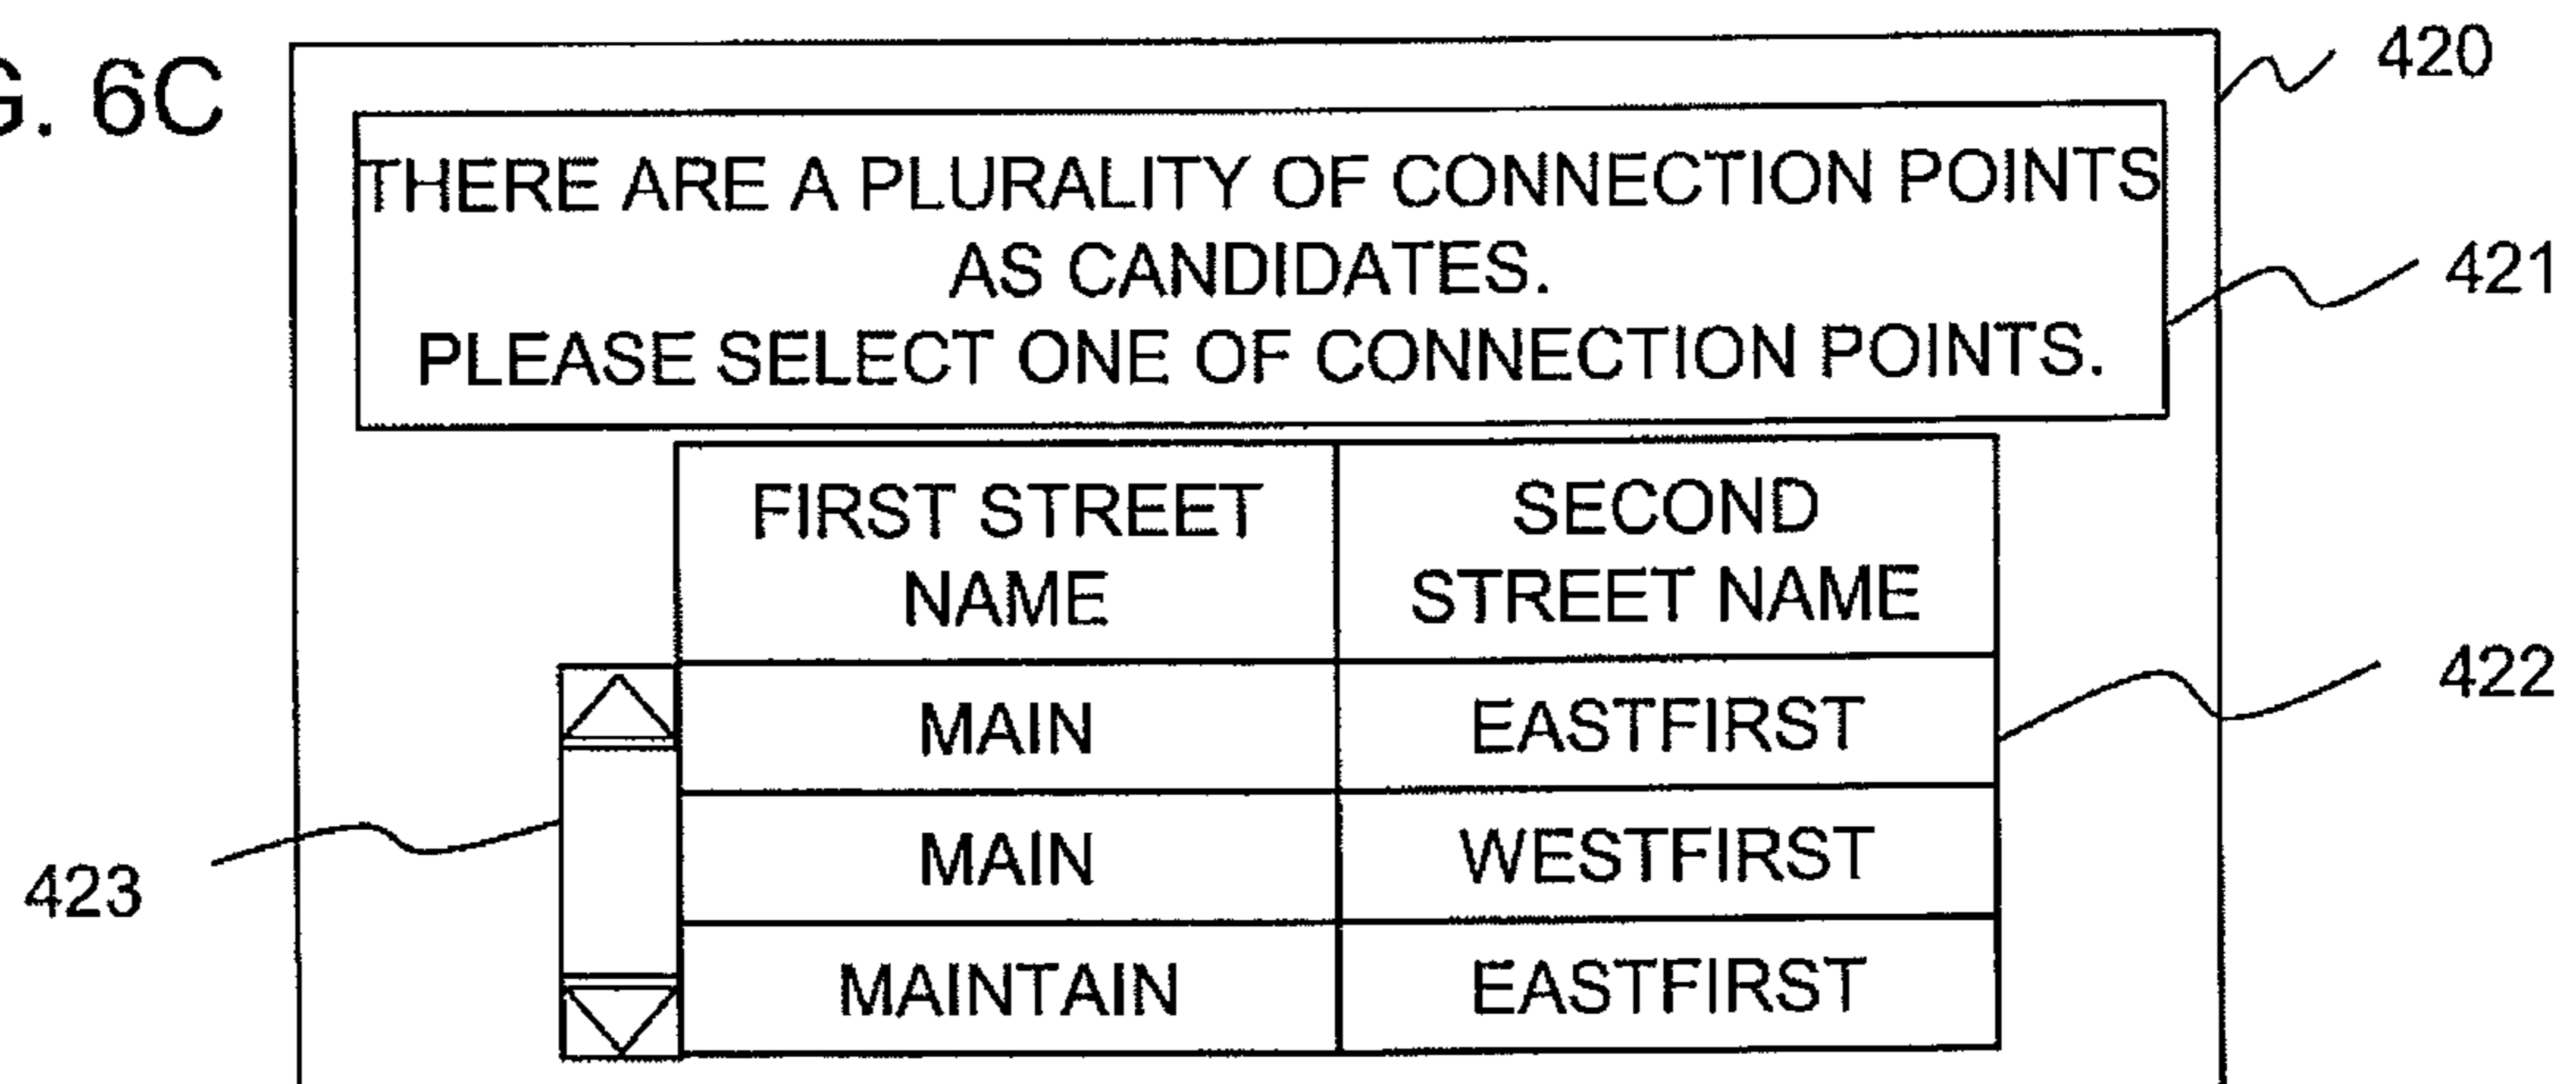 G. 6C
420
THERE ARE A PLURALITY OF CONNECTION POINTS
AS CANDIDATES.
421
PLEASE SELECT ONE OF CONNECTION POINTS.
FIRST STREET
NAME
SECOND
STREET NAME
422
MAIN
EASTFIRST
MAIN
WESTFIRST
423
MAINTAIN
EASTFIRST